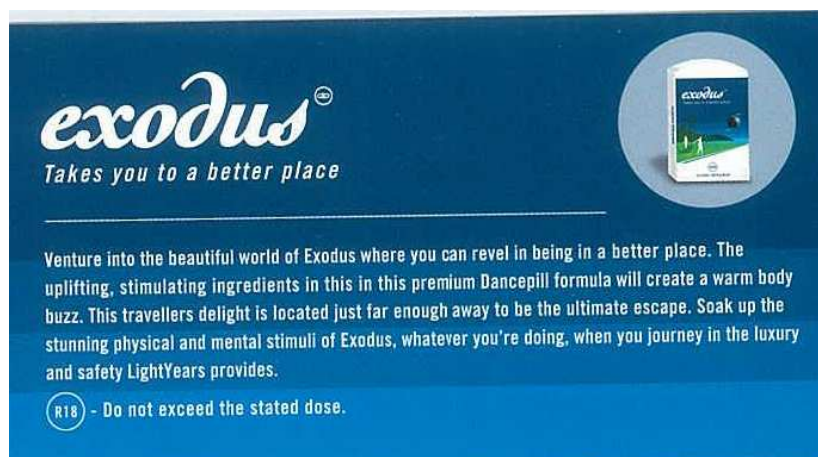 exodus
Takes you to a better place
exodus
Venture into the beautiful world of Exodus where you can revel in being in a better place. The
uplifting, stimulating ingredients in this in this premium Dancepill formula will create a warm body
buzz. This travellers delight is located just far enough away to be the ultimate escape. Soak up the
stunning physical and mental stimuli of Exodus, whatever you're doing, when you journey in the luxury
and safety LightYears provides.
R18 - Do not exceed the stated dose.